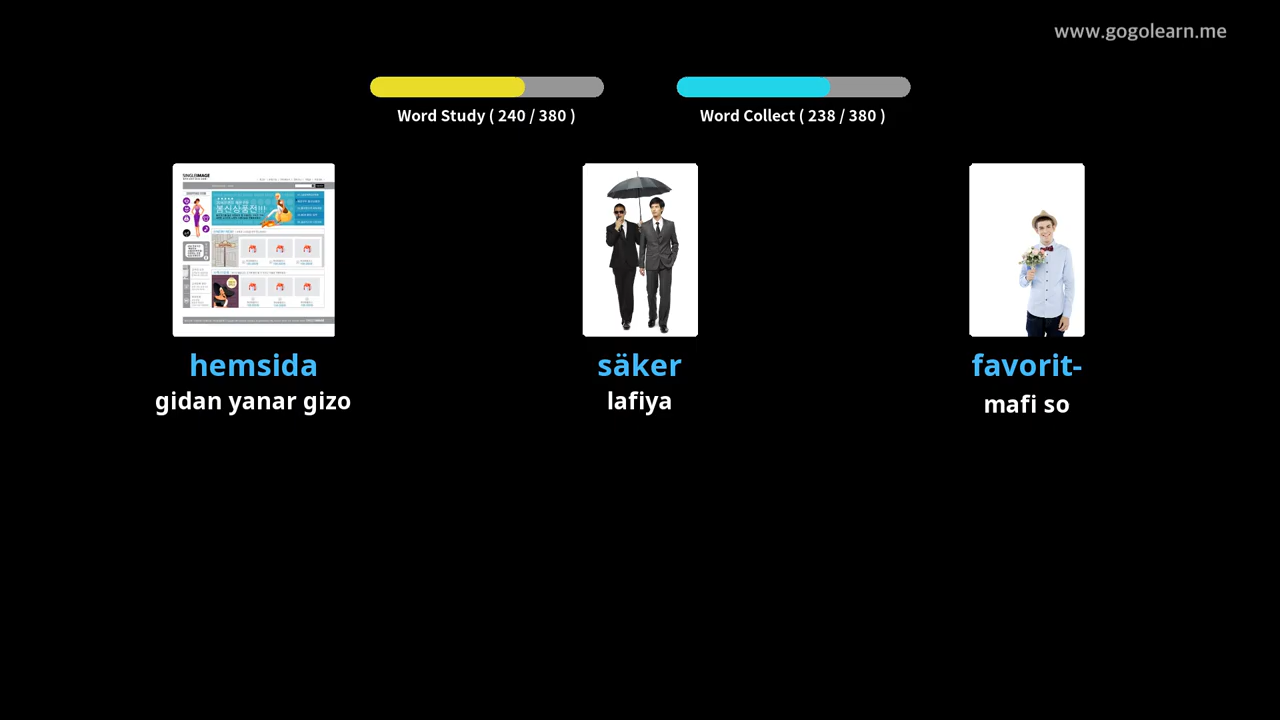 www.gogolearn.me
Word Study ( 240 / 380 )
Word Collect ( 238 / 380 )
hemsida
säker
favorit-
gidan yanar gizo
lafiya
mafi so